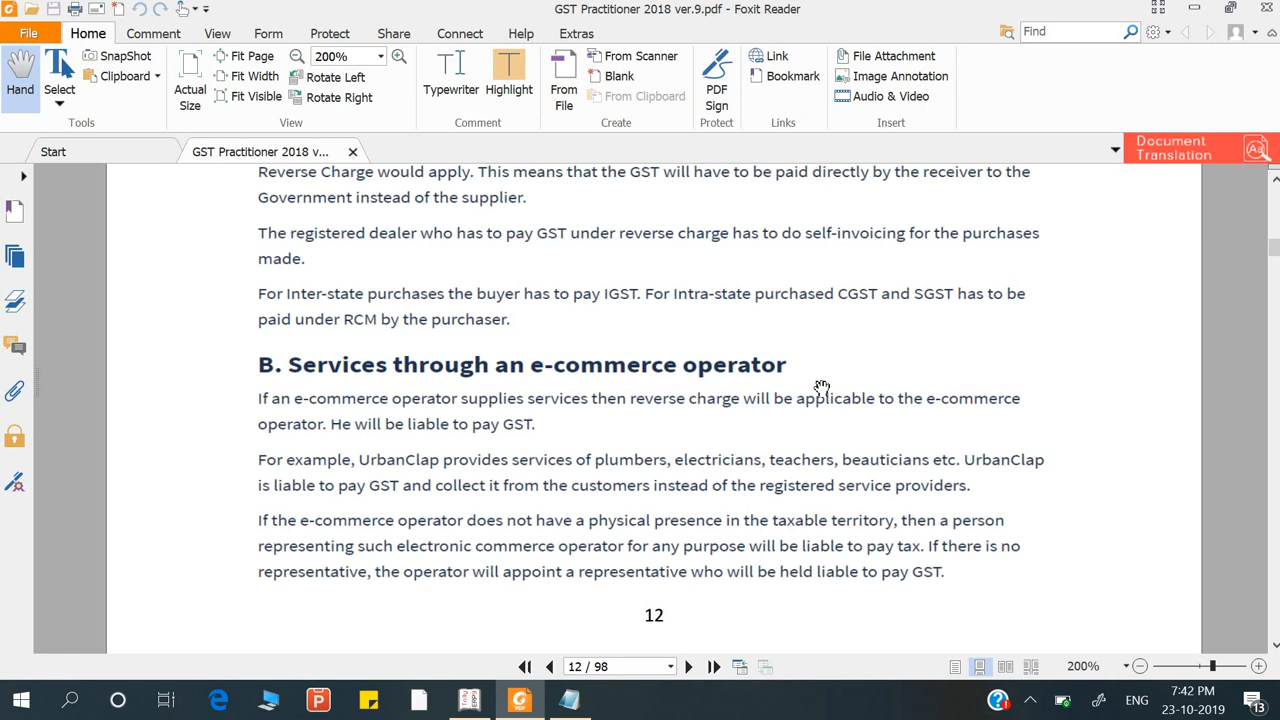 GST Practitioner 2018 ver.9.pdf - Foxit Reader
File Home Comment View Form Protect Share Connect Help Extras Find
Hand
Select
SnapShot
Clipboard
Tools
Actual
Size
Fit Page
Fit Width
Fit Visible
200%
Rotate Left
Rotate Right
View
Typewriter
Highlight
Comment
From
File
From Scanner
Blank
From Clipboard
Create
PDF
Sign
Protect
Link
Bookmark
Links
File Attachment
Image Annotation
Audio & Video
Insert
Start
GST Practitioner 2018 v...
Document
Translation
Reverse Charge would apply. This means that the GST will have to be paid directly by the receiver to the
Government instead of the supplier.
The registered dealer who has to pay GST under reverse charge has to do self-invoicing for the purchases
made.
For Inter-state purchases the buyer has to pay IGST. For Intra-state purchased CGST and SGST has to be
paid under RCM by the purchaser.
B. Services through an e-commerce operator
If an e-commerce operator supplies services then reverse charge will be applicable to the e-commerce
operator. He will be liable to pay GST.
For example, UrbanClap provides services of plumbers, electricians, teachers, beauticians etc. UrbanClap
is liable to pay GST and collect it from the customers instead of the registered service providers.
If the e-commerce operator does not have a physical presence in the taxable territory, then a person
representing such electronic commerce operator for any purpose will be liable to pay tax. If there is no
representative, the operator will appoint a representative who will be held liable to pay GST.
12
12 / 98
200%
ENG
7:42 PM
23-10-2019
13